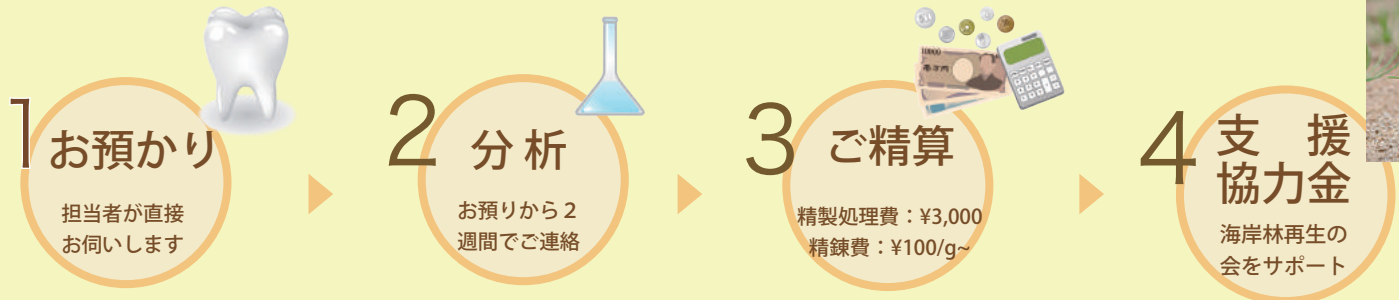 1
お預かり
担当者が直接
お伺いします
2
分析
お預りから2
週間でご連絡
3
ご精算
精製処理費：¥3,000
精錬費：¥100/g~
4
支 援
協力金
海岸林再生の
会をサポート